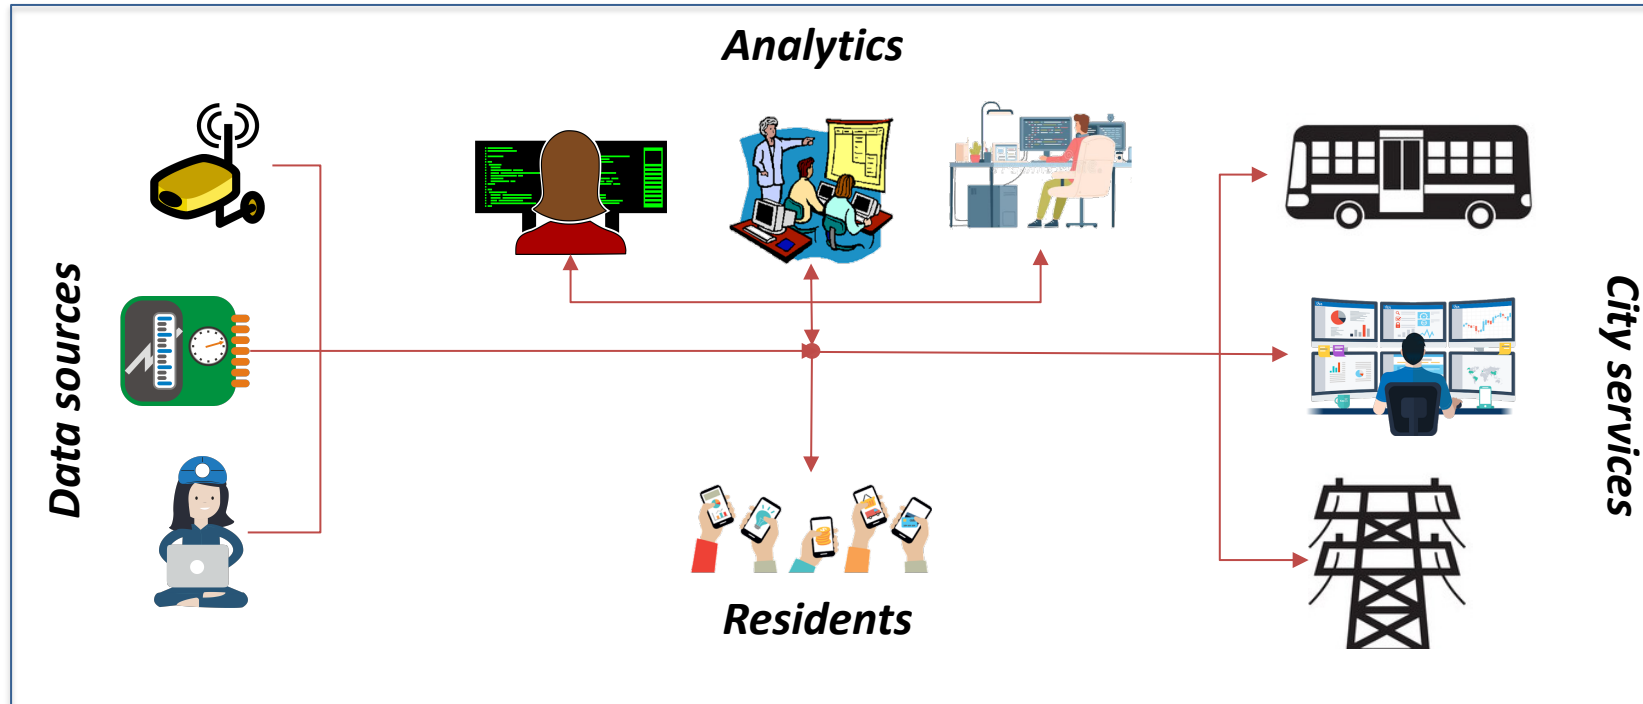 Analytics
Data sources
City services
Residents